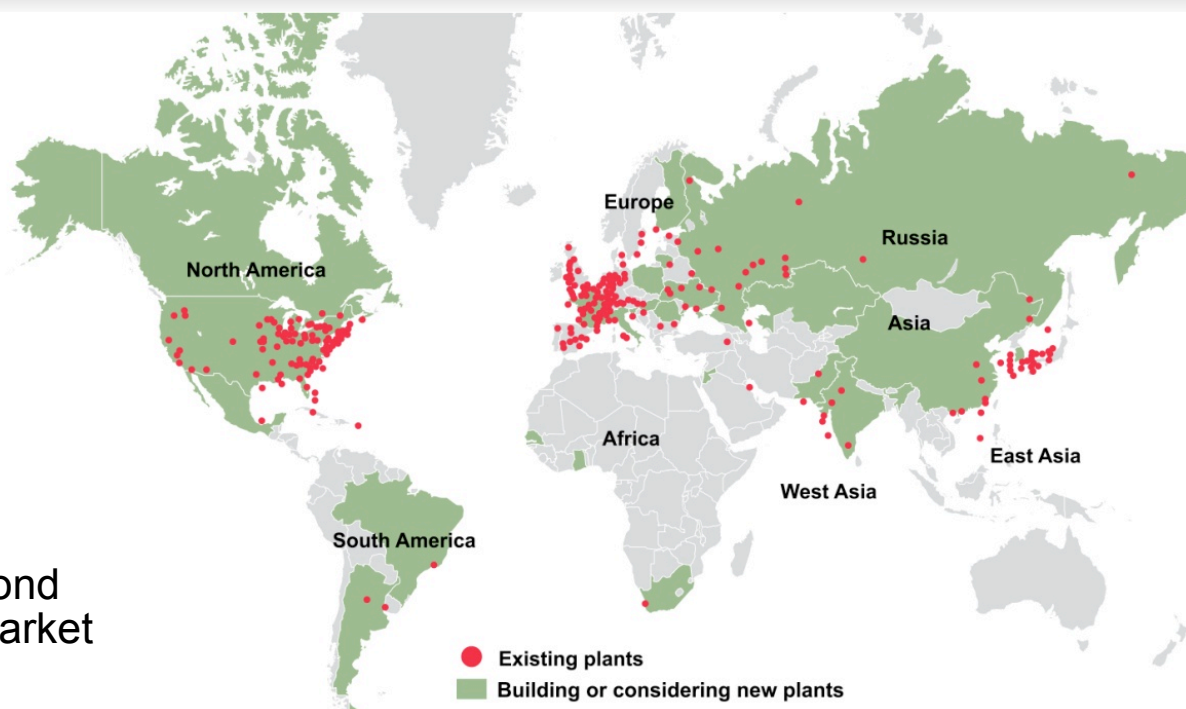 Europe
Russia
North America
Asia
Africa
East Asia
West Asia
South America
ond
arket
Existing plants
Building or considering new plants